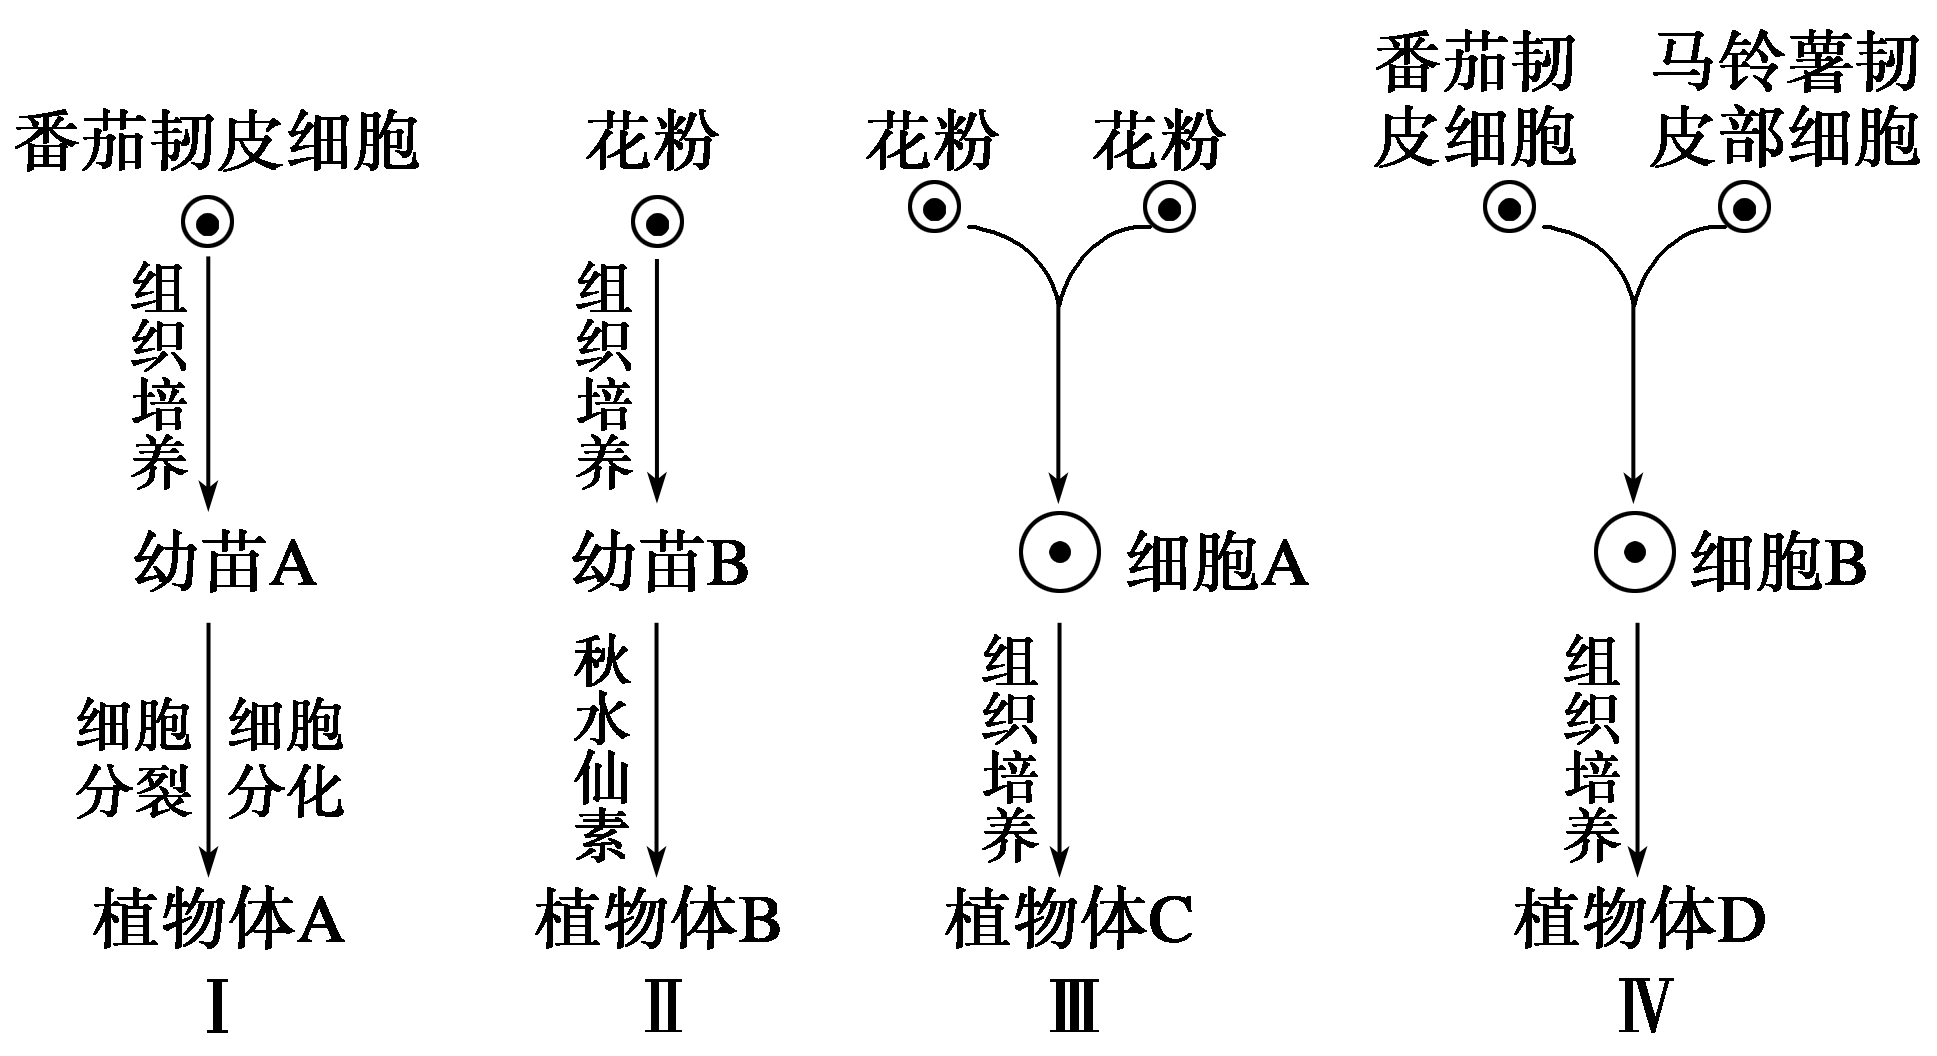 番茄韧皮细胞
组织培养
幼苗A
细胞分裂
细胞分化
植物体A
Ⅰ
花粉
组织培养
幼苗B
秋水仙素
植物体B
Ⅱ
花粉
花粉
细胞A
组织培养
植物体C
Ⅲ
番茄韧
皮细胞
马铃薯韧
皮部细胞
细胞B
组织培养
植物体D
Ⅳ